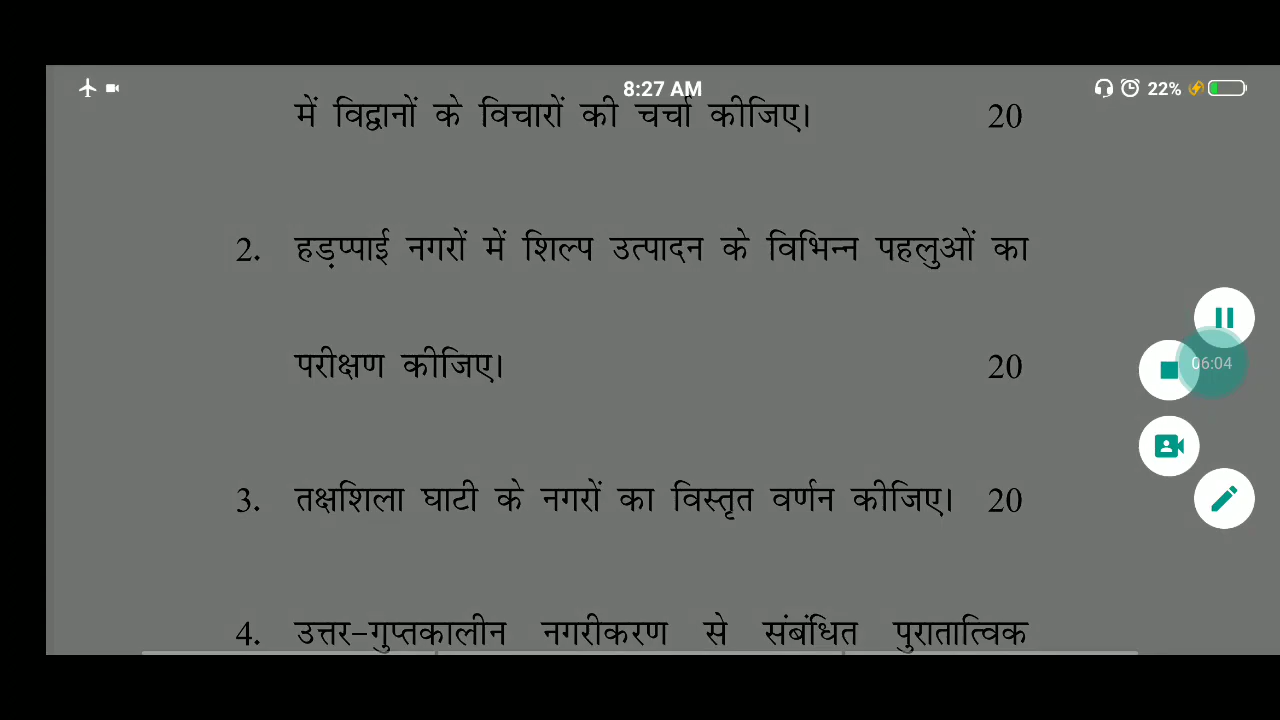 8:27 AM
22%
में विद्वानों के विचारों की चर्चा कीजिए। 20
2. हड़प्पाई नगरों में शिल्प उत्पादन के विभिन्न पहलुओं का
परीक्षण कीजिए। 20
06:04
3. तक्षशिला घाटी के नगरों का विस्तृत वर्णन कीजिए। 20
4. उत्तर-गुप्तकालीन नगरीकरण से संबंधित पुरातात्विक